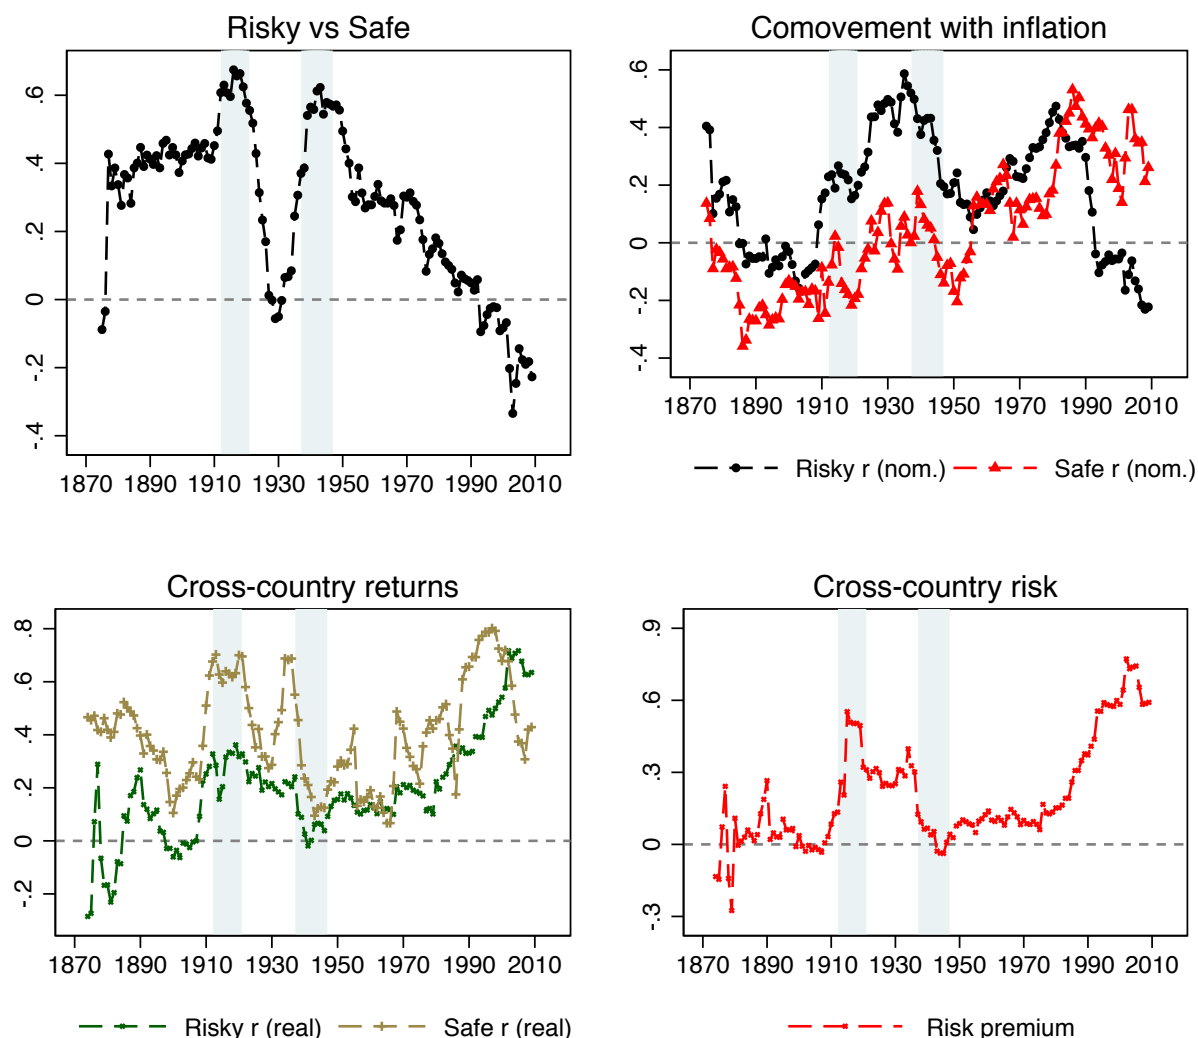 Risky vs Safe
.6
.4
.2
0
-.2
-.4
1870 1890 1910 1930 1950 1970 1990 2010
Comovement with inflation
.6
.4
.2
0
-.2
-.4
1870 1890 1910 1930 1950 1970 1990 2010
Risky r (nom.) Safe r (nom.)
Cross-country returns
.8
.6
.4
.2
0
-.2
1870 1890 1910 1930 1950 1970 1990 2010
Risky r (real) Safe r (real)
Cross-country risk
.9
.6
.3
0
-.3
1870 1890 1910 1930 1950 1970 1990 2010
Risk premium